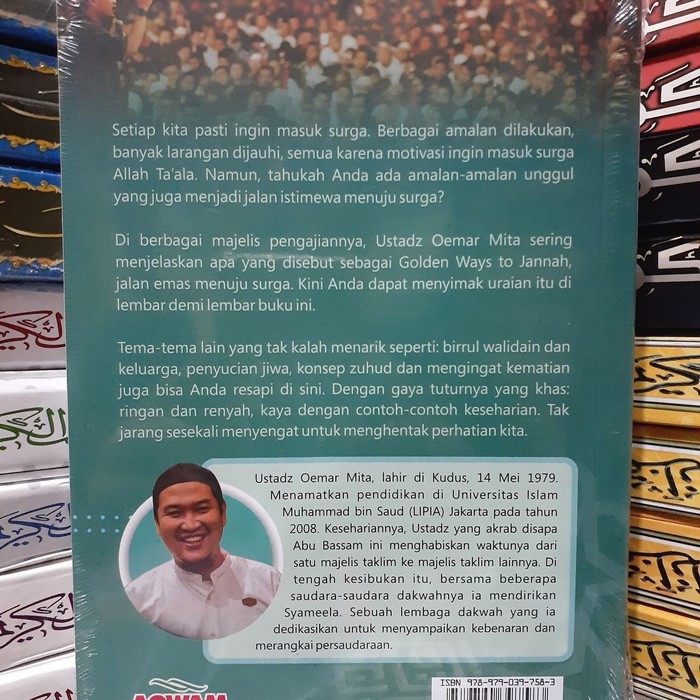 Setiap kita pasti ingin masuk surga. Berbagai amalan dilakukan,
banyak larangan dijauhi, semua karena motivasi ingin masuk surga
Allah Ta'ala. Namun, tahukah Anda ada amalan-amalan unggul
yang juga menjadi jalan istimewa menuju surga?
Di berbagai majelis pengajiannya, Ustadz Oemar Mita sering
menjelaskan apa yang disebut sebagai Golden Ways to Jannah,
jalan emas menuju surga. Kini Anda dapat menyimak uraian itu di
lembar demi lembar buku ini.
Tema-tema lain yang tak kalah menarik seperti: birrul walidain dan
keluarga, penyucian jiwa, konsep zuhud dan mengingat kematian
juga bisa Anda resapi di sini. Dengan gaya tuturnya yang khas:
ringan dan renyah, kaya dengan contoh-contoh keseharian. Tak
jarang sesekali menyengat untuk menghentak perhatian kita.
Ustadz Oemar Mita, lahir di Kudus, 14 Mei 1979.
Menamatkan pendidikan di Universitas Islam
Muhammad bin Saud (LIPIA) Jakarta pada tahun
2008. Kesehariannya, Ustadz yang akrab disapa
Abu Bassam ini menghabiskan waktunya dari
satu majelis taklim ke majelis taklim lainnya. Di
tengah kesibukan itu, bersama beberapa
saudara-saudara dakwahnya ia mendirikan
Syameela. Sebuah lembaga dakwah yang ia
dedikasikan untuk menyampaikan kebenaran dan
merangkai persaudaraan.
AQWAM
ISBN 978-979-039-758-3